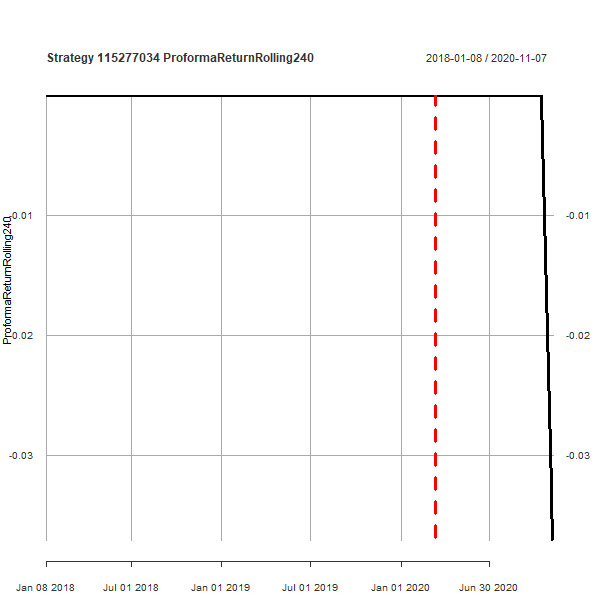 Strategy 115277034 ProformaReturnRolling240
2018-01-08 / 2020-11-07
ProformaReturnRolling240
-0.01
-0.01
-0.02
-0.02
-0.03
-0.03
Jan 08 2018
Jul 01 2018
Jan 01 2019
Jul 01 2019
Jan 01 2020
Jun 30 2020